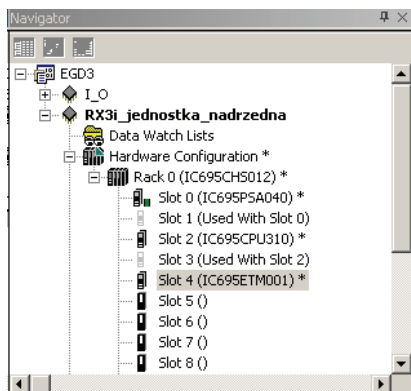 Navigator
EGD3
I_O
RX3i_jednostka_nadrzedna
Data Watch Lists
Hardware Configuration *
Rack 0 (IC695CHS012) *
Slot 0 (IC695PSA040) *
Slot 1 (Used With Slot 0)
Slot 2 (IC695CPU310) *
Slot 3 (Used With Slot 2)
Slot 4 (IC695ETM001) *
Slot 5 ()
Slot 6 ()
Slot 7 ()
Slot 8 ()